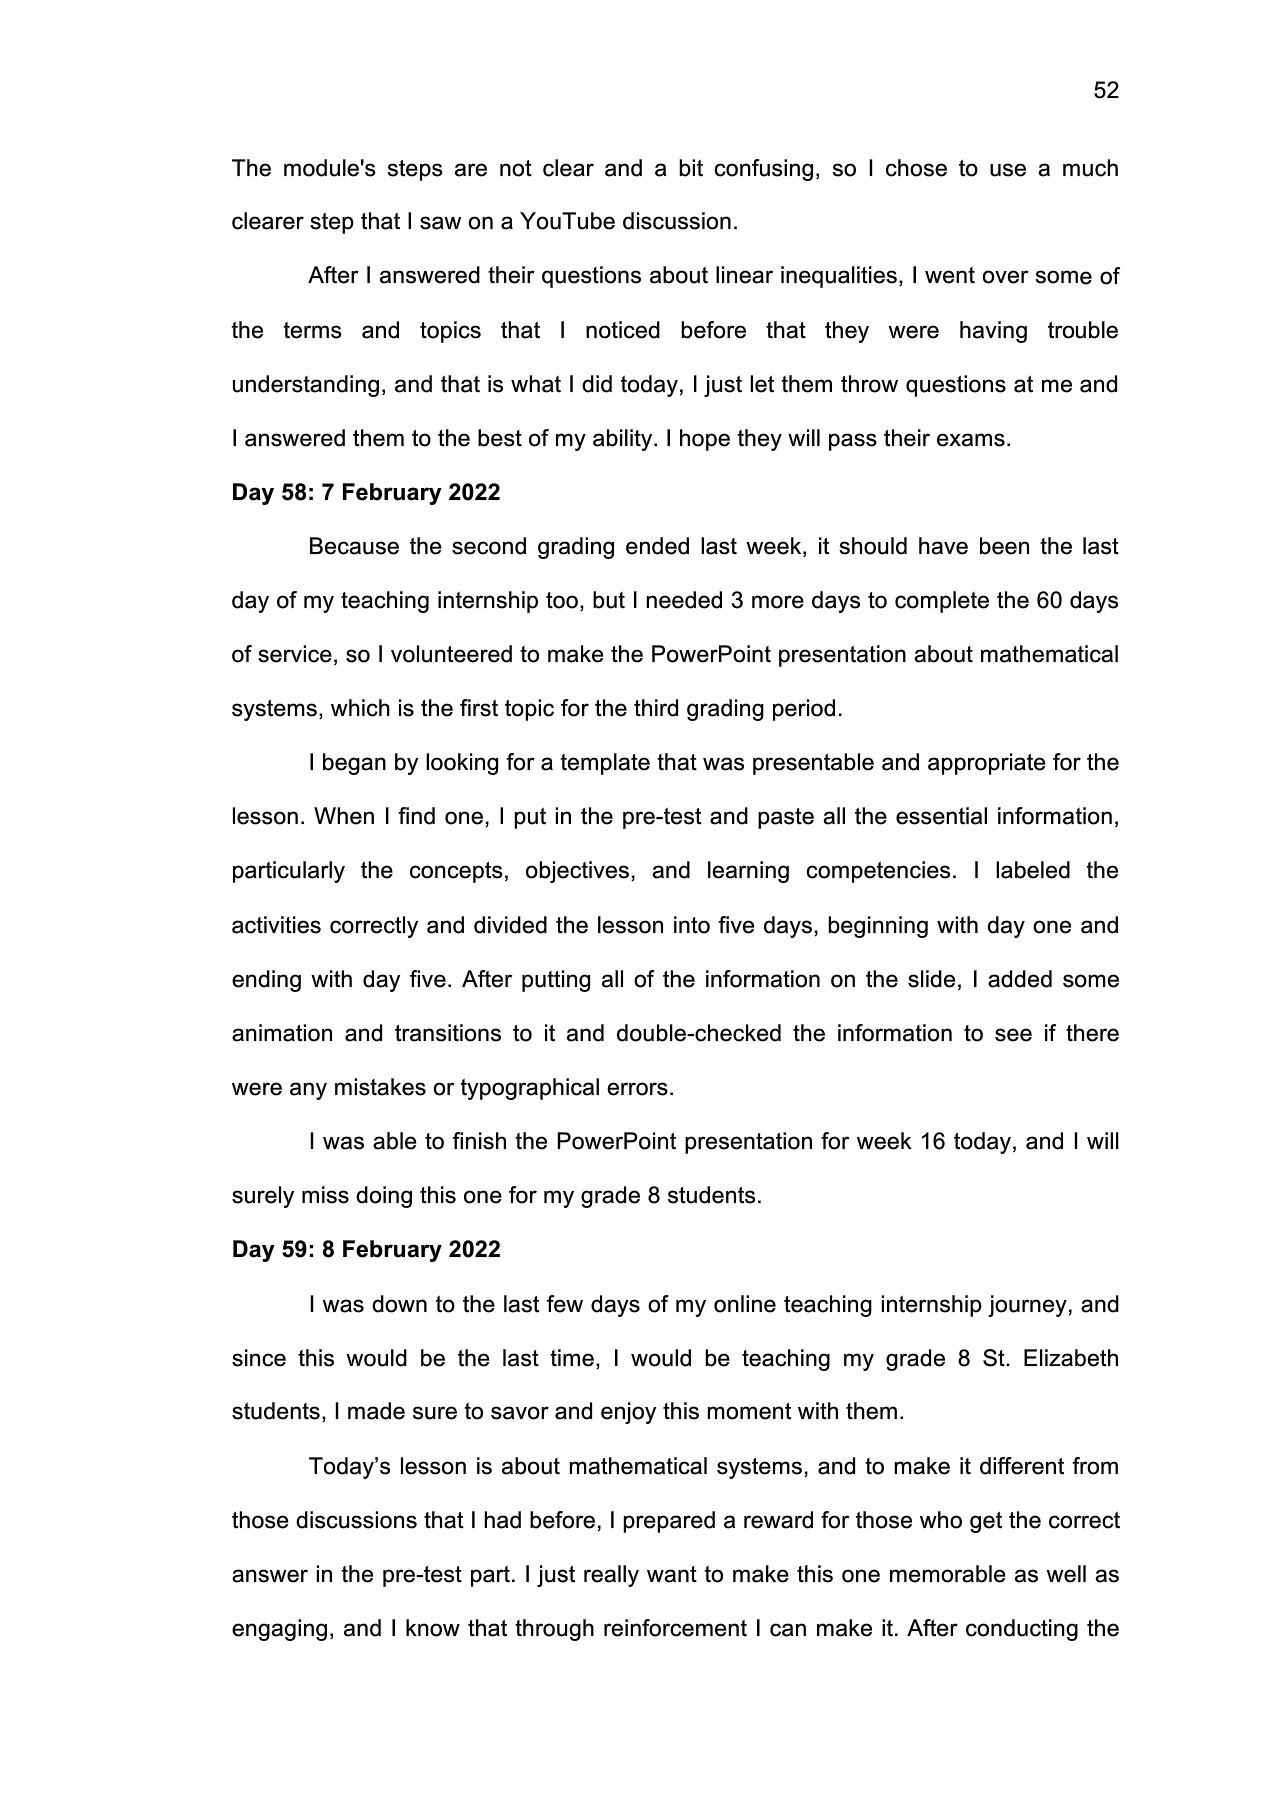 52
The module's steps are not clear and a bit confusing, so I chose to use a much
clearer step that I saw on a YouTube discussion.
After I answered their questions about linear inequalities, I went over some of
the terms and topics that I noticed before that they were having trouble
understanding, and that is what I did today, I just let them throw questions at me and
I answered them to the best of my ability. I hope they will pass their exams.
Day 58: 7 February 2022
Because the second grading ended last week, it should have been the last
day of my teaching internship too, but I needed 3 more days to complete the 60 days
of service, so I volunteered to make the PowerPoint presentation about mathematical
systems, which is the first topic for the third grading period.
I began by looking for a template that was presentable and appropriate for the
lesson. When I find one, I put in the pre-test and paste all the essential information,
particularly the concepts, objectives, and learning competencies. I labeled the
activities correctly and divided the lesson into five days, beginning with day one and
ending with day five. After putting all of the information on the slide, I added some
animation and transitions to it and double-checked the information to see if there
were any mistakes or typographical errors.
I was able to finish the PowerPoint presentation for week 16 today, and I will
surely miss doing this one for my grade 8 students.
Day 59: 8 February 2022
I was down to the last few days of my online teaching internship journey, and
since this would be the last time, I would be teaching my grade 8 St. Elizabeth
students, I made sure to savor and enjoy this moment with them.
Today’s lesson is about mathematical systems, and to make it different from
those discussions that I had before, I prepared a reward for those who get the correct
answer in the pre-test part. I just really want to make this one memorable as well as
engaging, and I know that through reinforcement I can make it. After conducting the